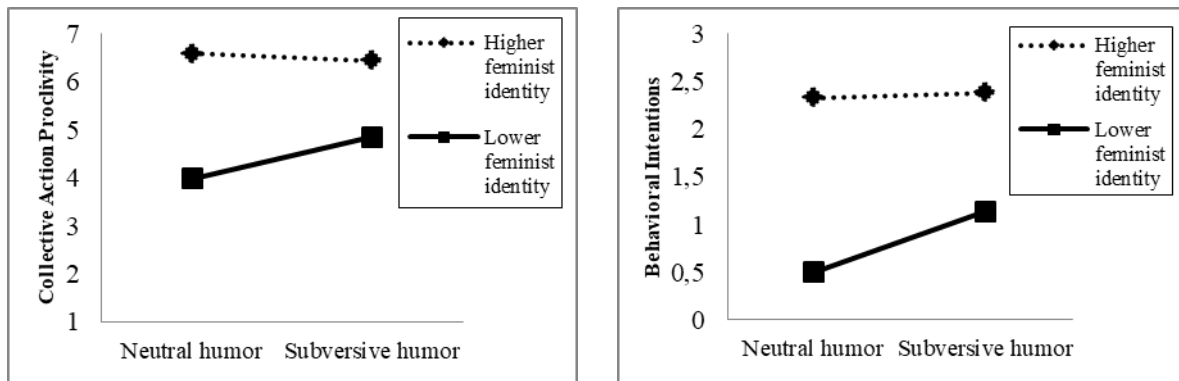 Collective Action Proclivity
7
6
5
4
3
2
1
Neutral humor Subversive humor
Higher
feminist
identity
Lower
feminist
identity
Behavioral Intentions
3
2,5
2
1,5
1
0,5
0
Neutral humor Subversive humor
Higher
feminist
identity
Lower
feminist
identity